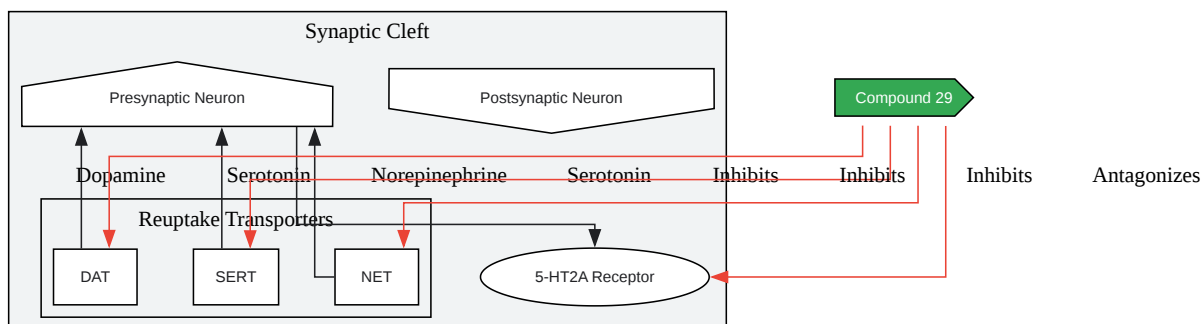 Synaptic Cleft
Presynaptic Neuron
Postsynaptic Neuron
Compound 29
Dopamine
Serotonin
Norepinephrine
Serotonin
Inhibits
Inhibits
Inhibits
Antagonizes
Reuptake Transporters
DAT
SERT
NET
5-HT2A Receptor